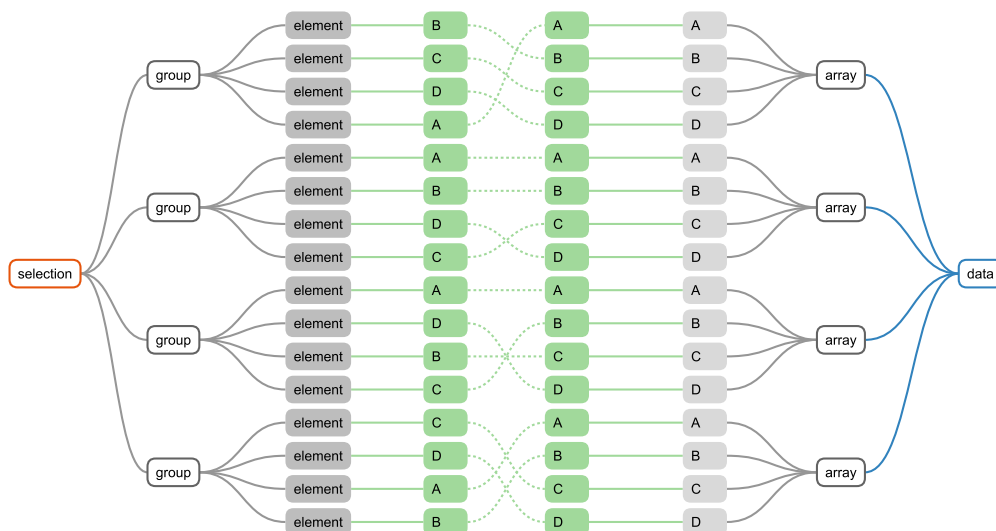 element B A A
element C B B
group array
element D C C
element A D D
element A A A
element B B B
group array
element D C C
element C D D
selection data
element A A A
element D B B
group array
element B C C
element C D D
element C A A
element D B B
group array
element A C C
element B D D